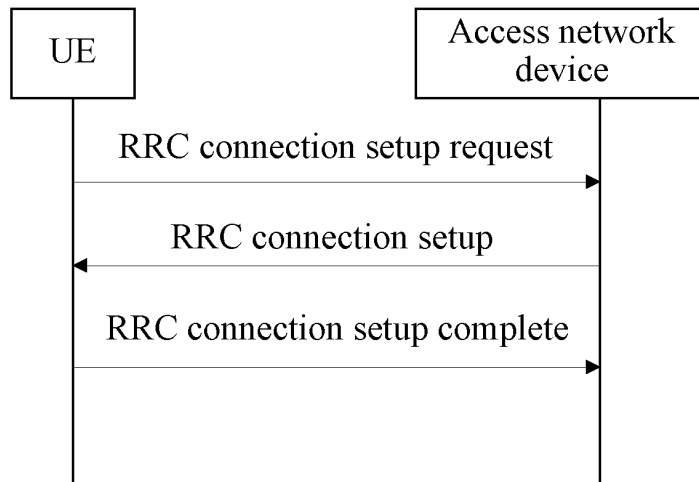 UE
Access network
device
RRC connection setup request
RRC connection setup
RRC connection setup complete